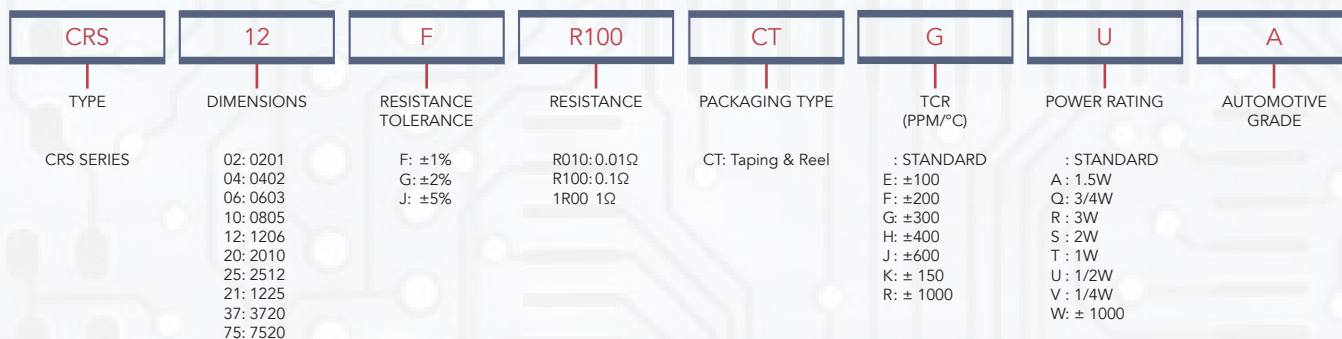 CRS 12 F R100 CT G U A
TYPE DIMENSIONS RESISTANCE TOLERANCE RESISTANCE PACKAGING TYPE TCR (PPM/°C) POWER RATING AUTOMOTIVE GRADE
CRS SERIES
02: 0201
04: 0402
06: 0603
10: 0805
12: 1206
20: 2010
25: 2512
21: 1225
37: 3720
75: 7520
F: ±1%
G: ±2%
J: ±5%
R010: 0.01Ω
R100: 0.1Ω
1R00 1Ω
CT: Taping & Reel
: STANDARD
E: ±100
F: ±200
G: ±300
H: ±400
J: ±600
K: ± 150
R: ± 1000
: STANDARD
A : 1.5W
Q: 3/4W
R : 3W
S : 2W
T : 1W
U : 1/2W
V : 1/4W
W: ± 1000